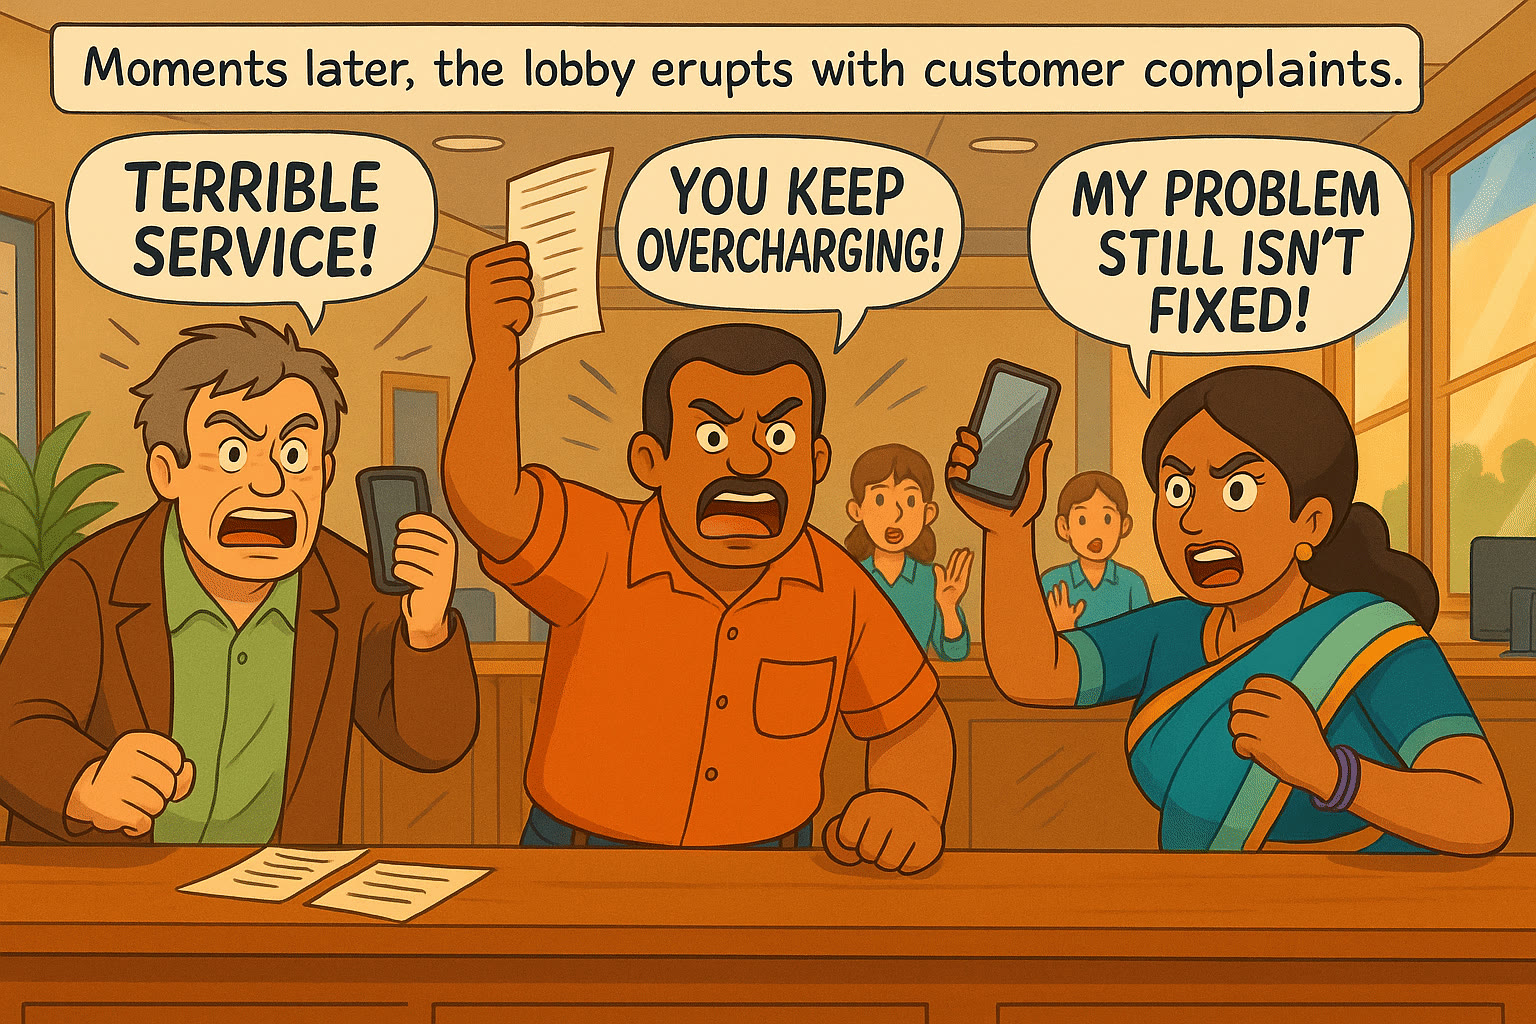 Moments later, the lobby erupts with customer complaints.
TERRIBLE
SERVICE!
YOU KEEP
OVERCHARGING!
MY PROBLEM
STILL ISN'T
FIXED!